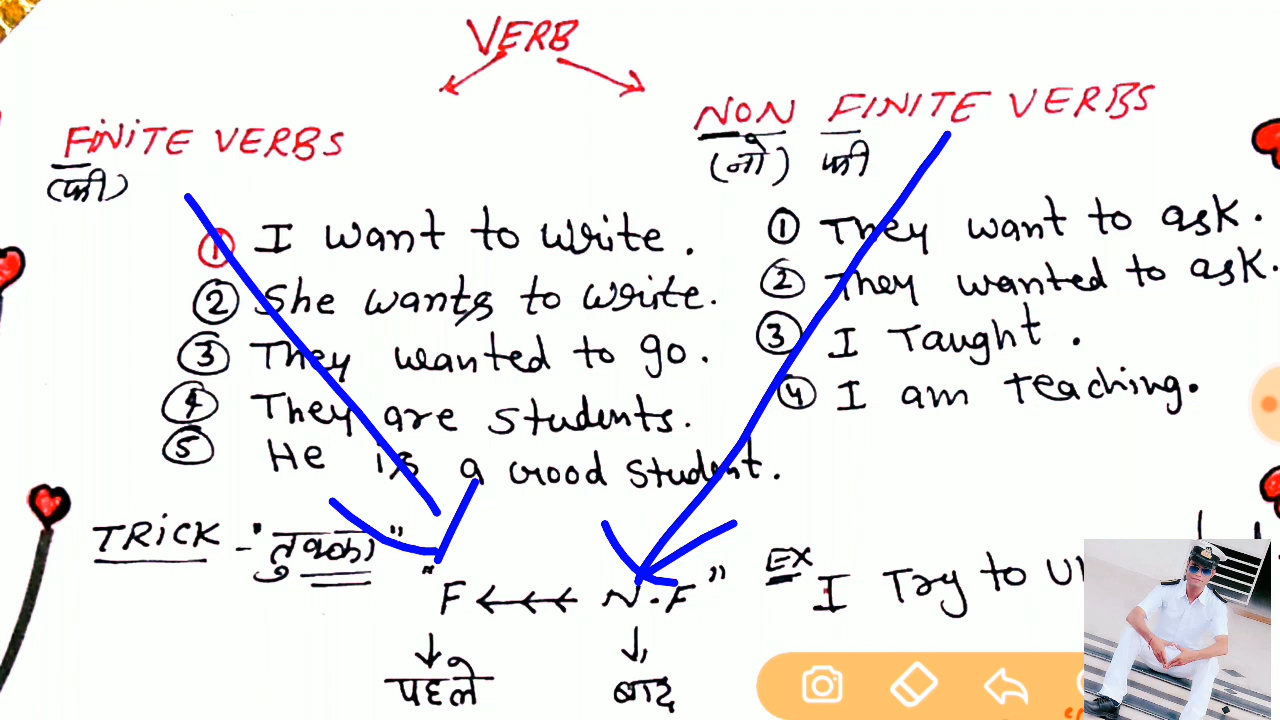 VERB
FiNiTE VERBS
(फी)
① I want to write.
② She wants to write.
③ They wanted to go.
④ They are students.
⑤ He is a Good student.
NON FINITE VERBS
(नो) फी
① They want to ask.
② They wanted to ask.
③ I Taught.
④ I am Teaching.
TRiCK -
"F ← N.F"
पहले बाद
EX I Try to